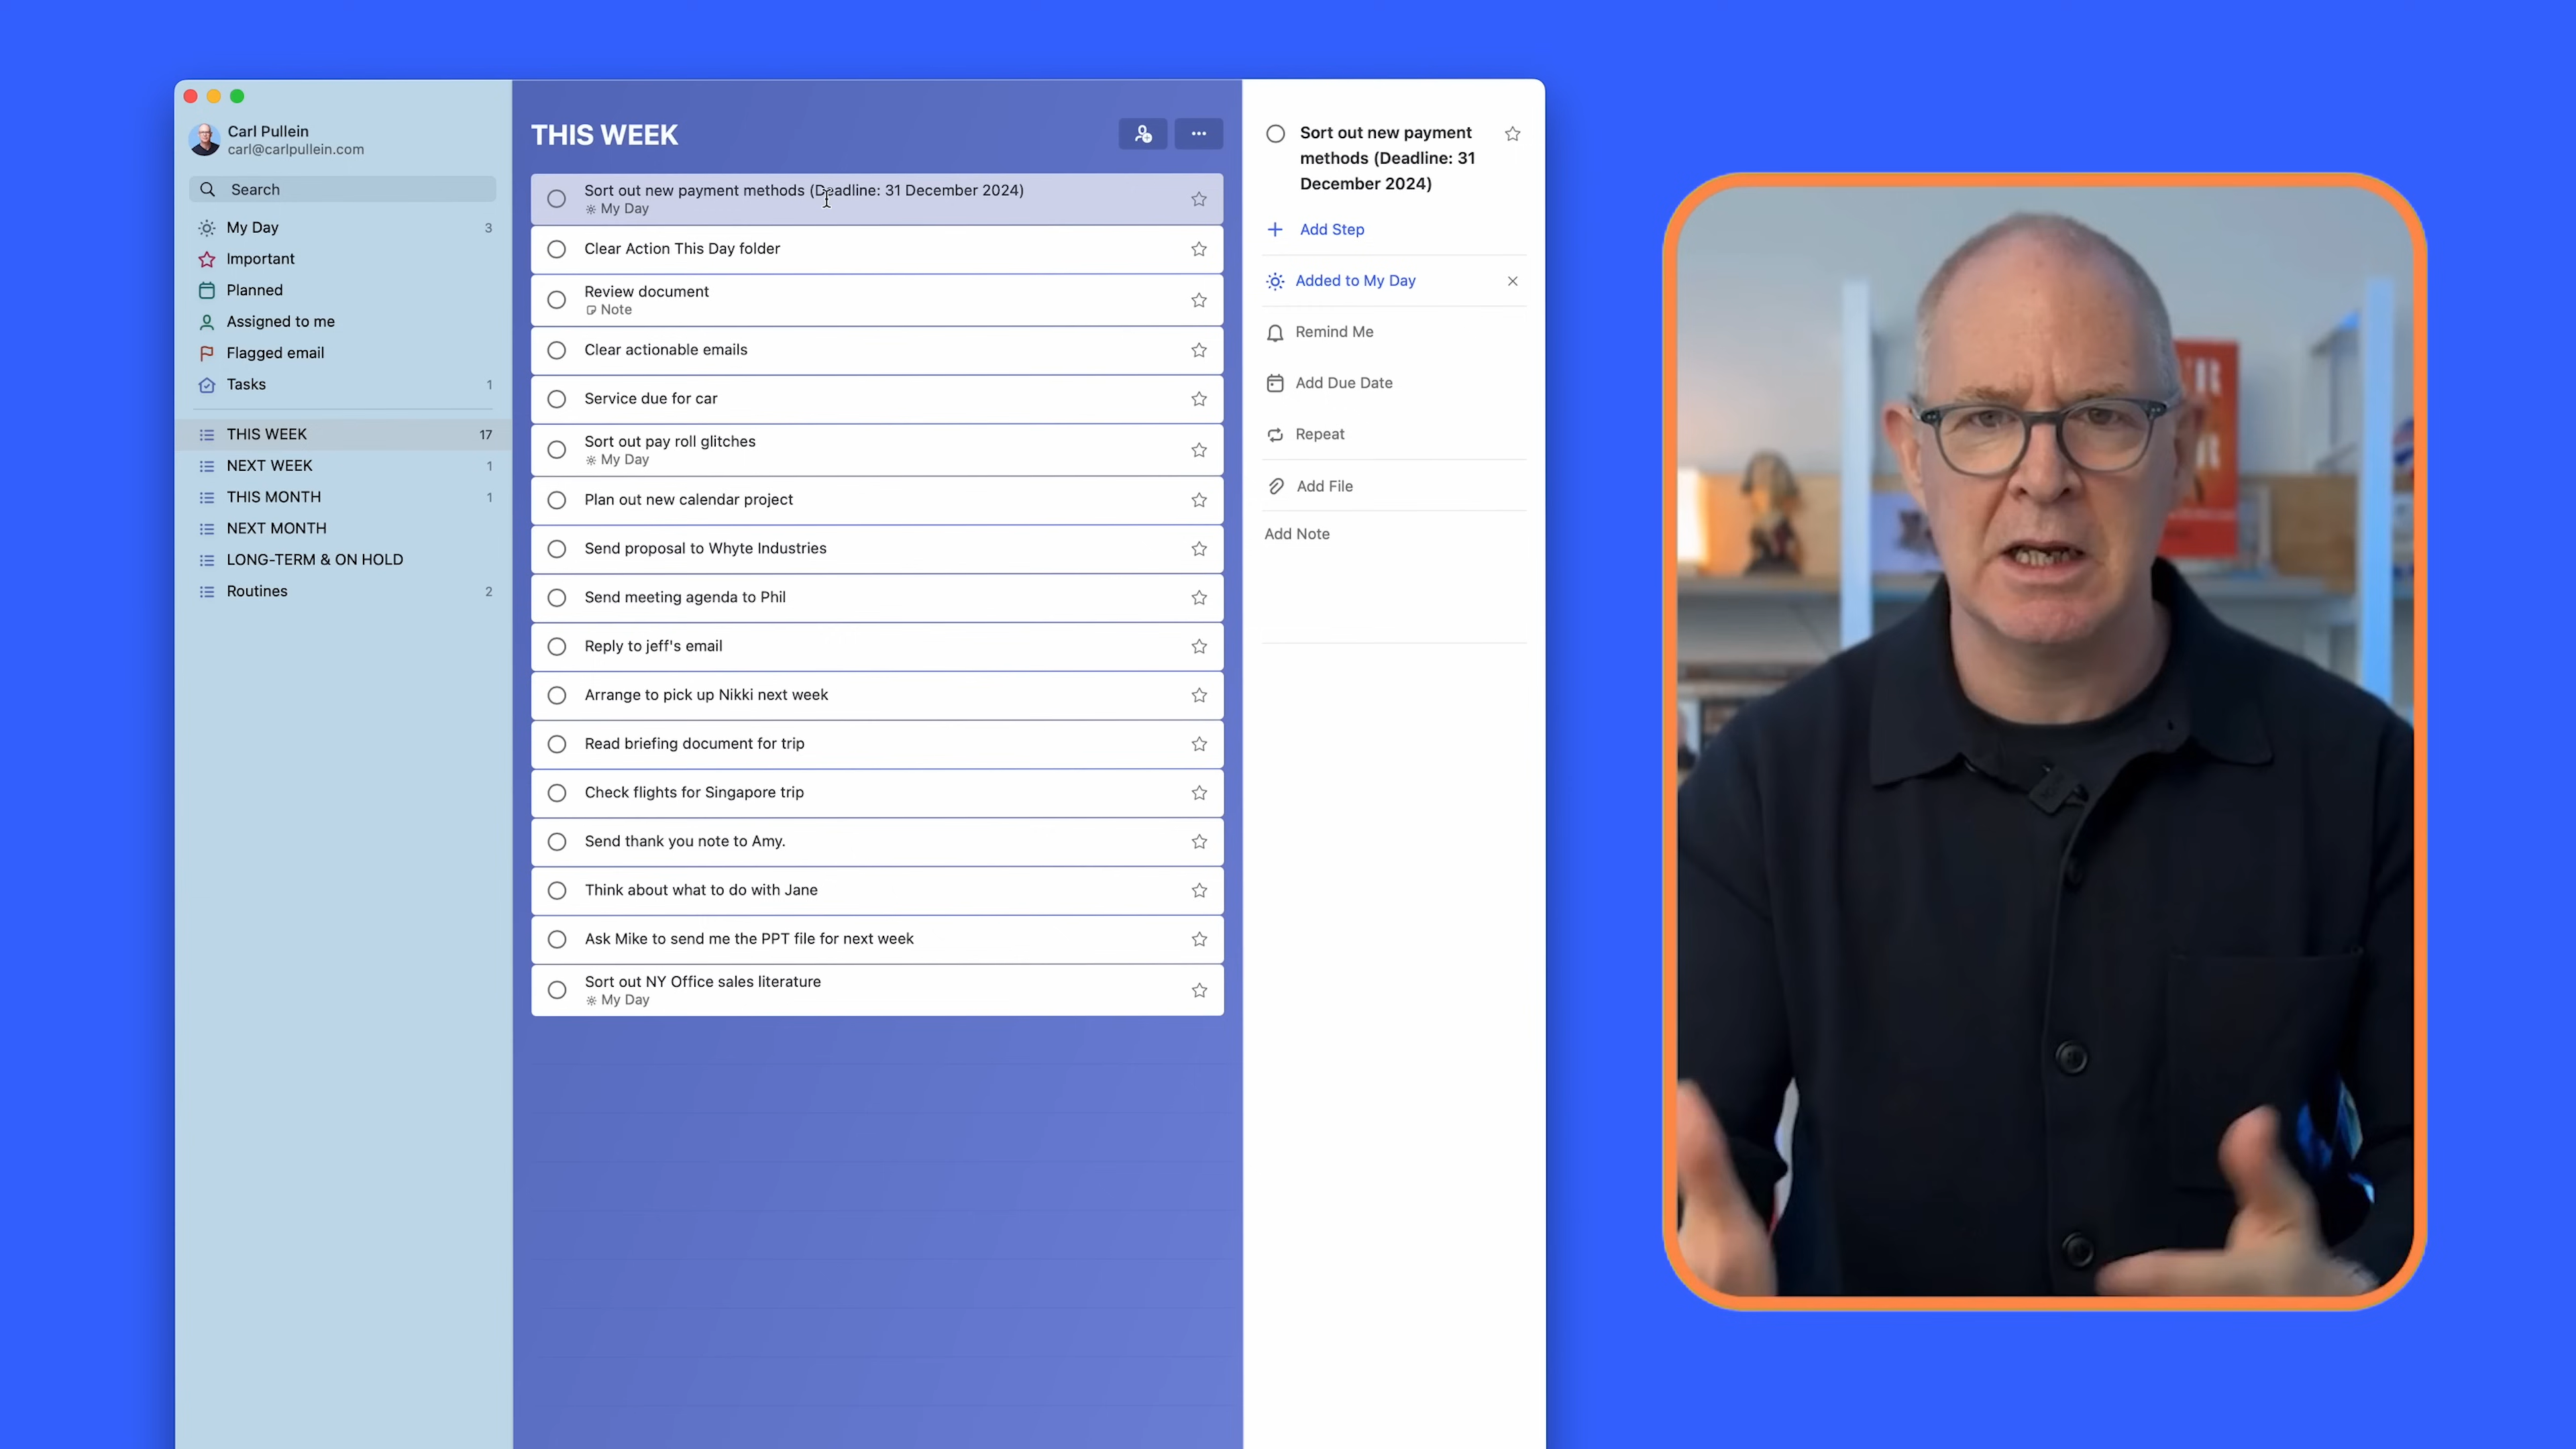 Carl Pullein
carl@carlpullein.com
Search
My Day 3
Important
Planned
Assigned to me
Flagged email
Tasks 1
THIS WEEK 17
NEXT WEEK 1
THIS MONTH 1
NEXT MONTH
LONG-TERM & ON HOLD
Routines 2
THIS WEEK
Sort out new payment methods (Deadline: 31 December 2024)
My Day
Clear Action This Day folder
Review document
Note
Clear actionable emails
Service due for car
Sort out pay roll glitches
My Day
Plan out new calendar project
Send proposal to Whyte Industries
Send meeting agenda to Phil
Reply to jeff's email
Arrange to pick up Nikki next week
Read briefing document for trip
Check flights for Singapore trip
Send thank you note to Amy.
Think about what to do with Jane
Ask Mike to send me the PPT file for next week
Sort out NY Office sales literature
My Day
Sort out new payment
methods (Deadline: 31
December 2024)
Add Step
Added to My Day
Remind Me
Add Due Date
Repeat
Add File
Add Note